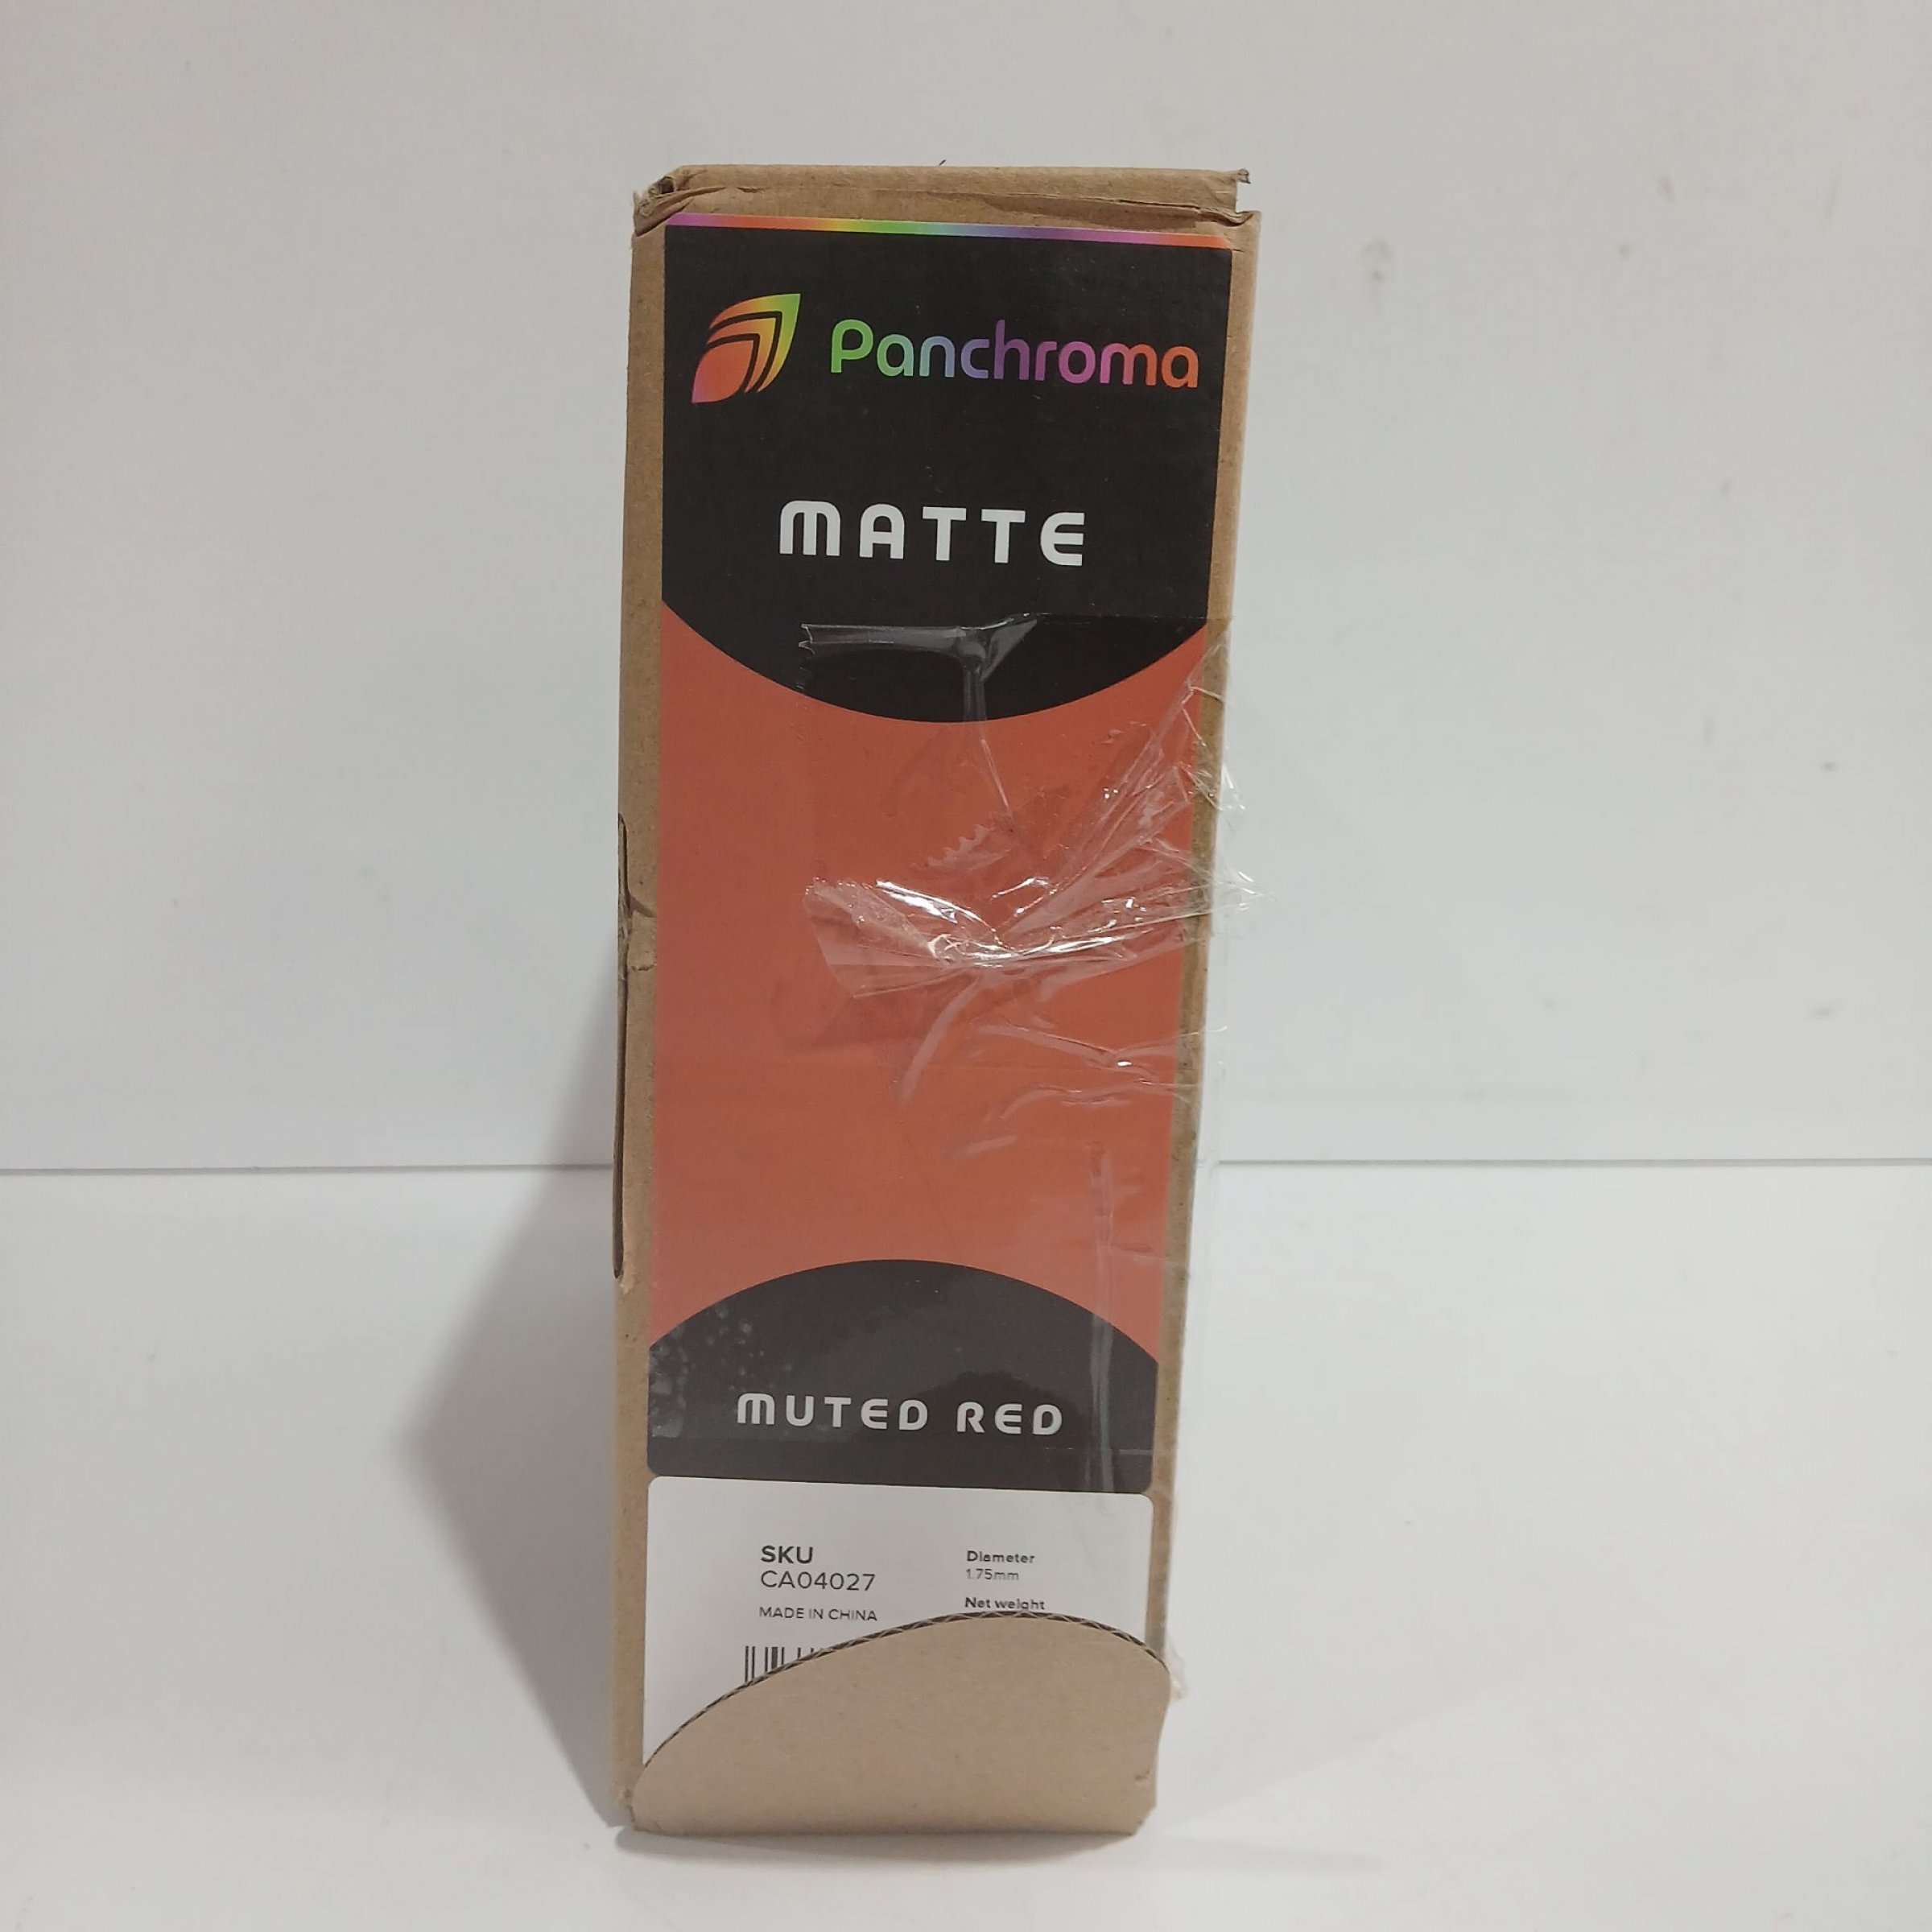 Panchroma
MATTE
MUTED RED
SKU
CA04027
MADE IN CHINA
Diameter
1.75mm
Net weight